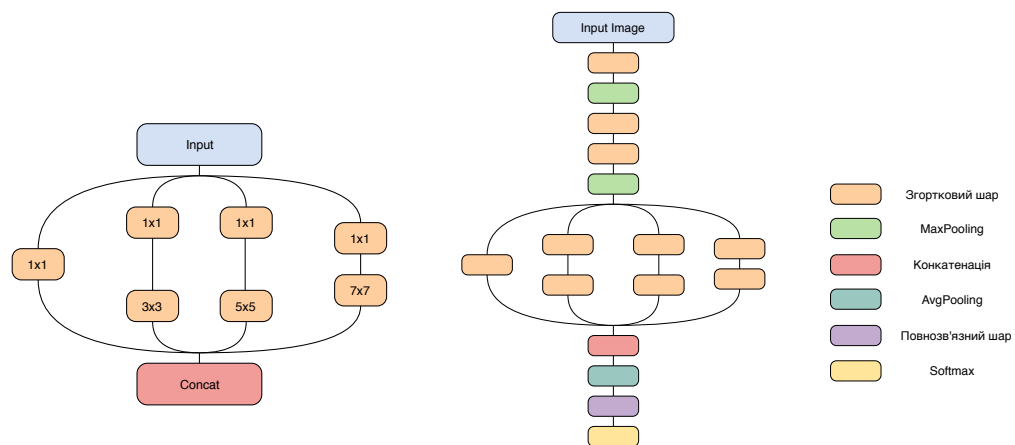 Input
1x1
1x1
1x1
1x1
3x3
5x5
7x7
Concat
Input Image
Згортковий шар
MaxPooling
Конкатенація
AvgPooling
Повнозв'язний шар
Softmax